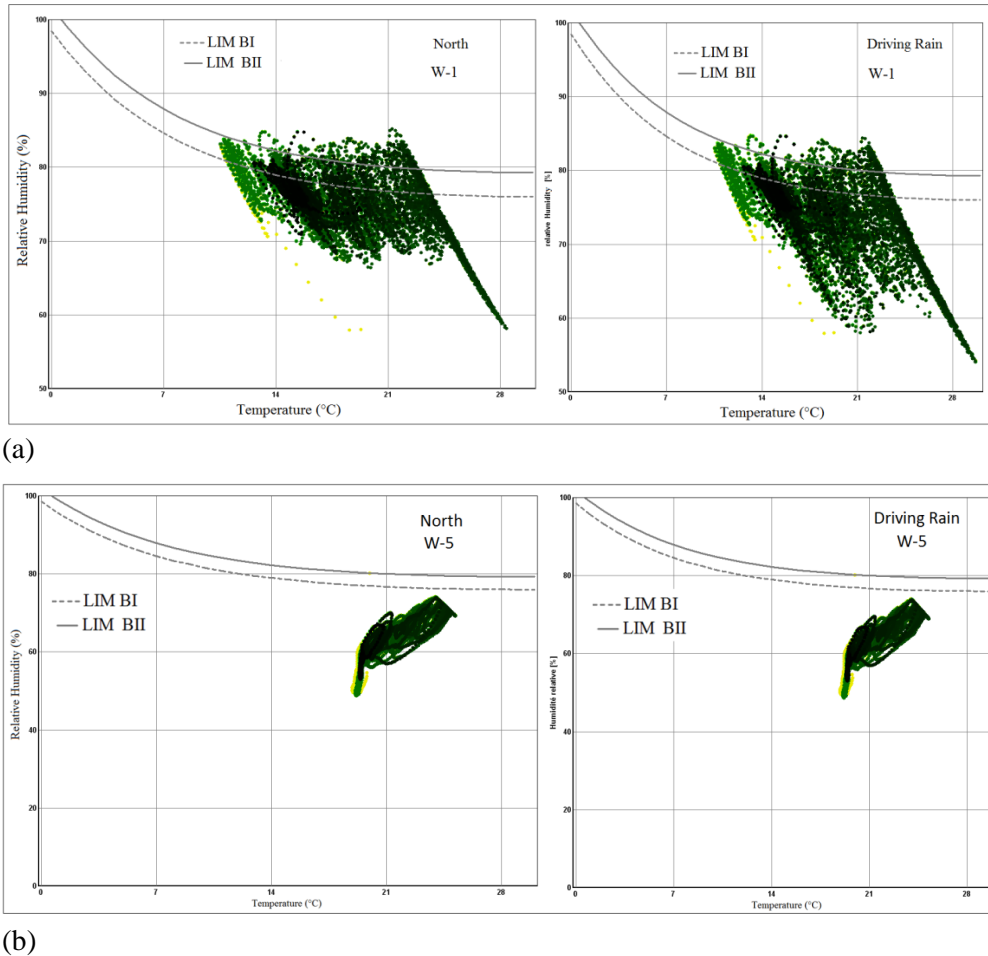 100
90
80
70
60
50
Relative Humidity (%)
LIM BI
LIM BII
North
W-1
0
7
14
21
28
Temperature (°C)
100
90
80
70
60
50
relative Humidity [%]
LIM BI
LIM BII
Driving Rain
W-1
0
7
14
21
28
Temperature (°C)
(a)
100
80
60
40
20
0
Relative Humidity (%)
North
W-5
LIM BI
LIM BII
0
7
14
21
28
Temperature (°C)
100
80
60
40
20
0
Humidité relative [%]
Driving Rain
W-5
LIM BI
LIM BII
0
7
14
21
28
Temperature (°C)
(b)